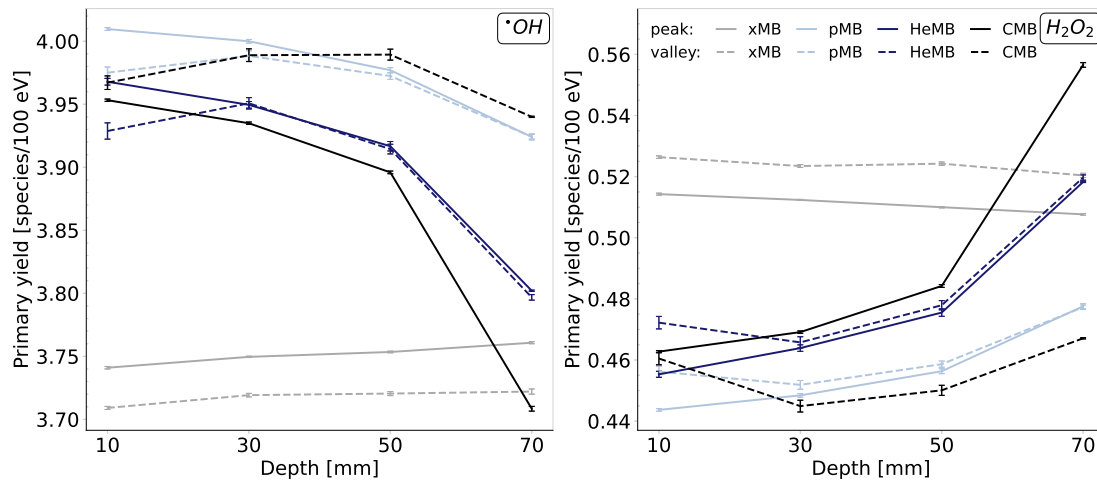 •OH
4.00
3.95
3.90
3.85
3.80
3.75
3.70
Primary yield [species/100 eV]
10 30 50 70
Depth [mm]
peak: xMB pMB HeMB CMB
valley: xMB pMB HeMB CMB
H₂O₂
0.56
0.54
0.52
0.50
0.48
0.46
0.44
Primary yield [species/100 eV]
10 30 50 70
Depth [mm]